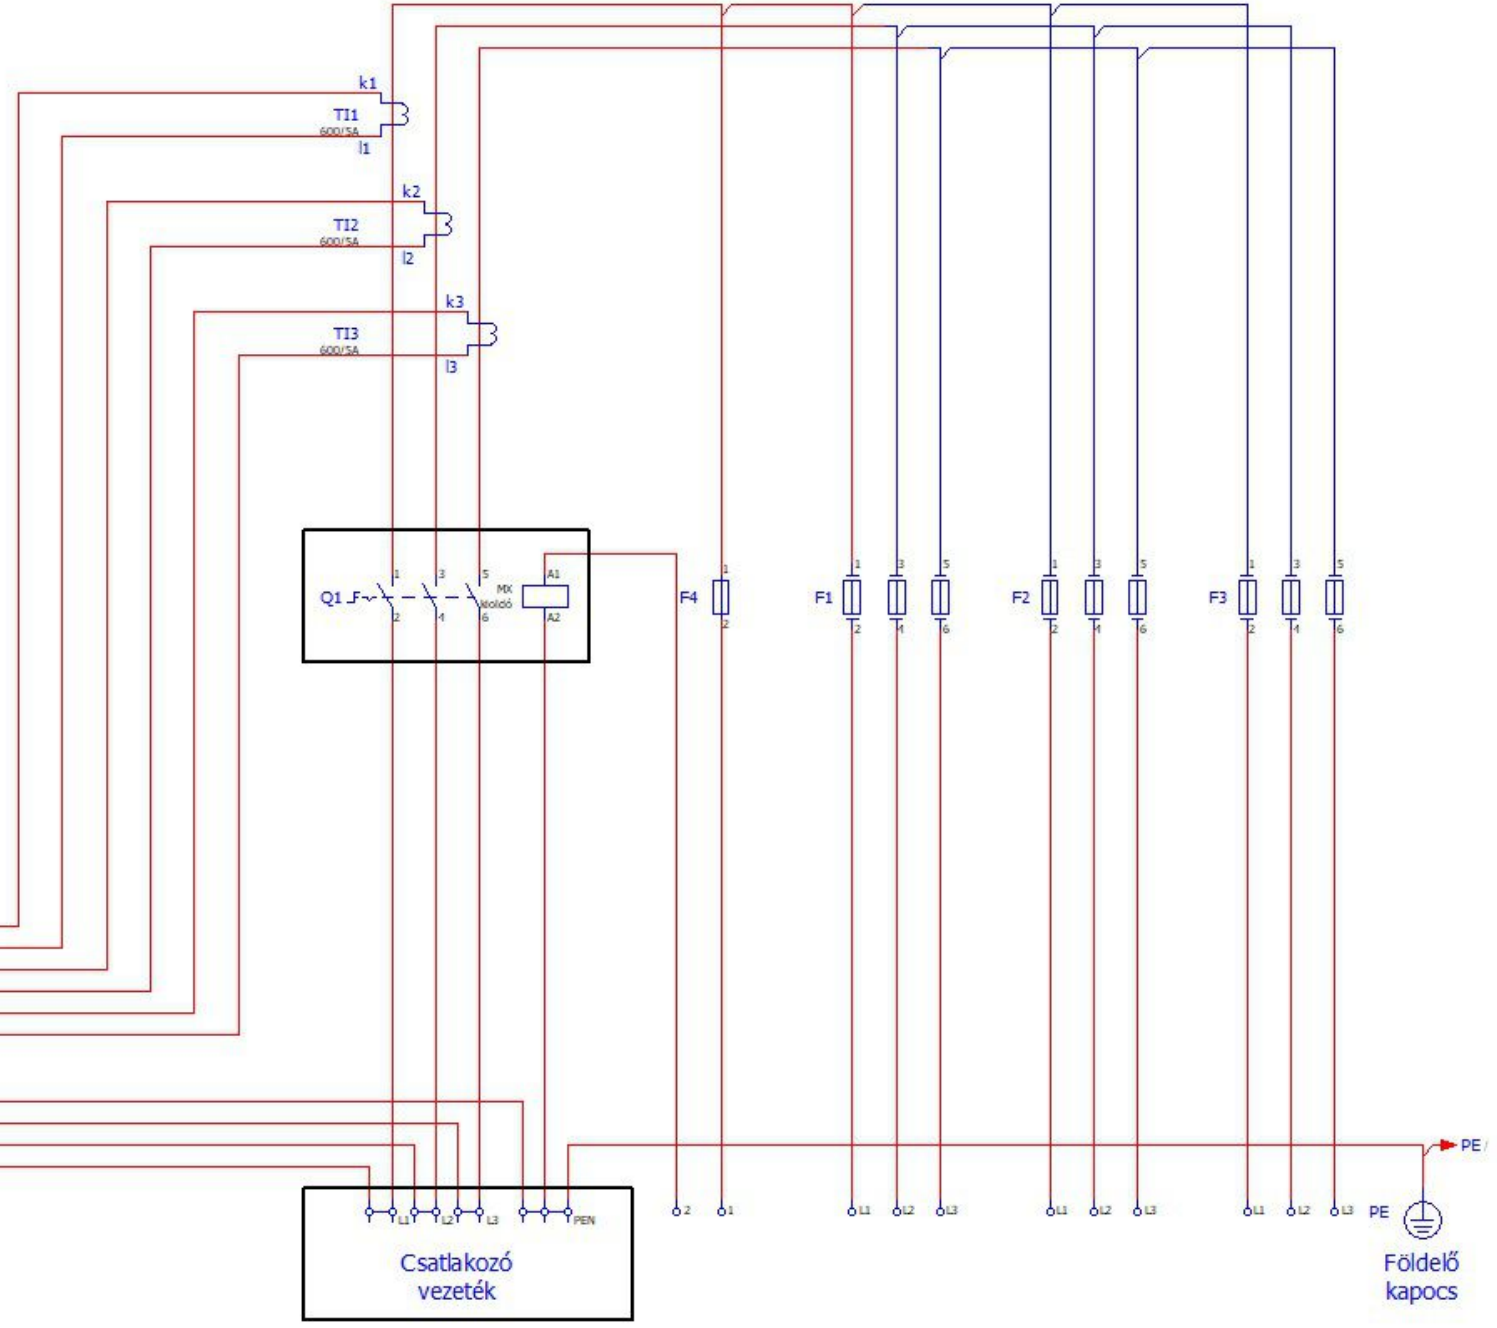 k1
TI1
600/5A
l1
k2
TI2
600/5A
l2
k3
TI3
600/5A
l3
Q1
1 3 5 MX A1
kioldó
2 4 6 A2
F4 1
2
F1 1 3 5
2 4 6
F2 1 3 5
2 4 6
F3 1 3 5
2 4 6
PE /
L1 L2 L3 PEN
2 1
L1 L2 L3
L1 L2 L3
L1 L2 L3
PE
Csatlakozó
vezeték
Földelő
kapocs